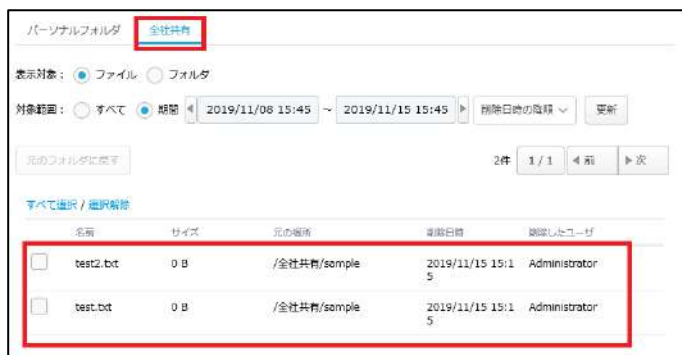 パーソナルフォルダ 全社共有
表示対象： ファイル フォルダ
対象範囲： すべて 期間 2019/11/08 15:45 ~ 2019/11/15 15:45 削除日時の降順 更新
元のフォルダに戻す 2件 1 / 1 前 次
すべて選択 / 選択解除
名前 サイズ 元の場所 削除日時 削除したユーザ
test2.txt 0 B /全社共有/sample 2019/11/15 15:1 Administrator
5
test.txt 0 B /全社共有/sample 2019/11/15 15:1 Administrator
5